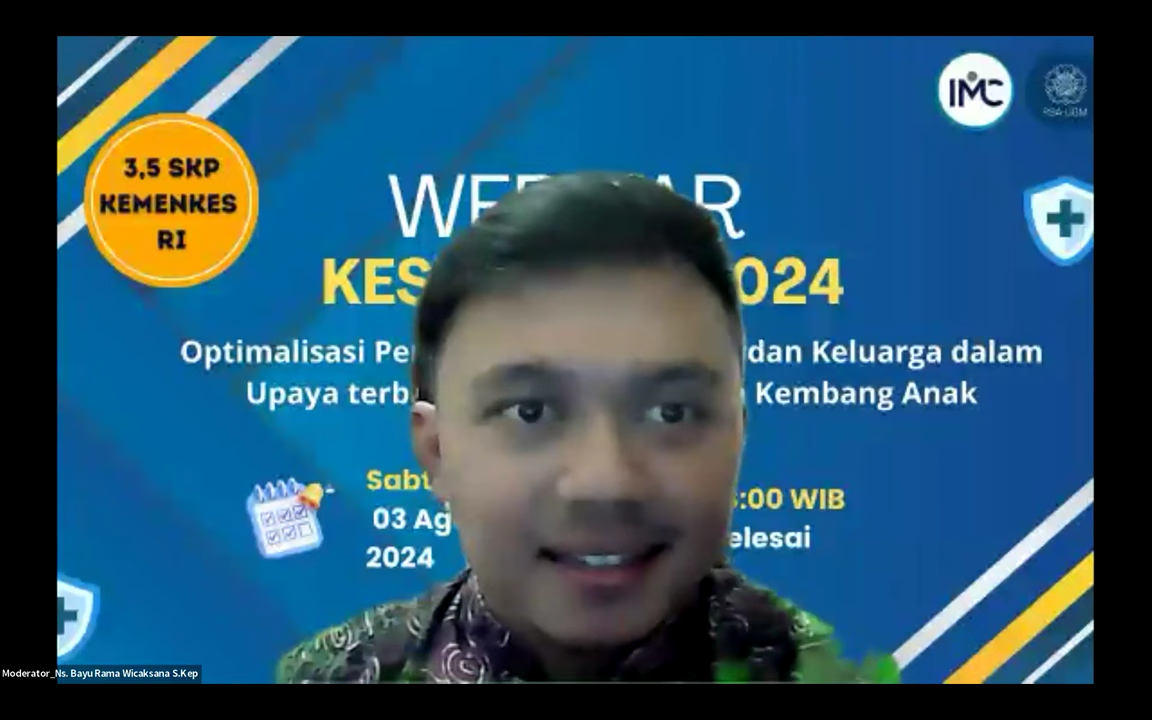 IMC
RSA UGM
3,5 SKP
KEMENKES
RI
WE AR
KES 2024
Optimalisasi Pe dan Keluarga dalam
Upaya terb Kembang Anak
Sabt :00 WIB
03 Ag elesai
2024
Moderator_Ns. Bayu Rama Wicaksana S.Kep